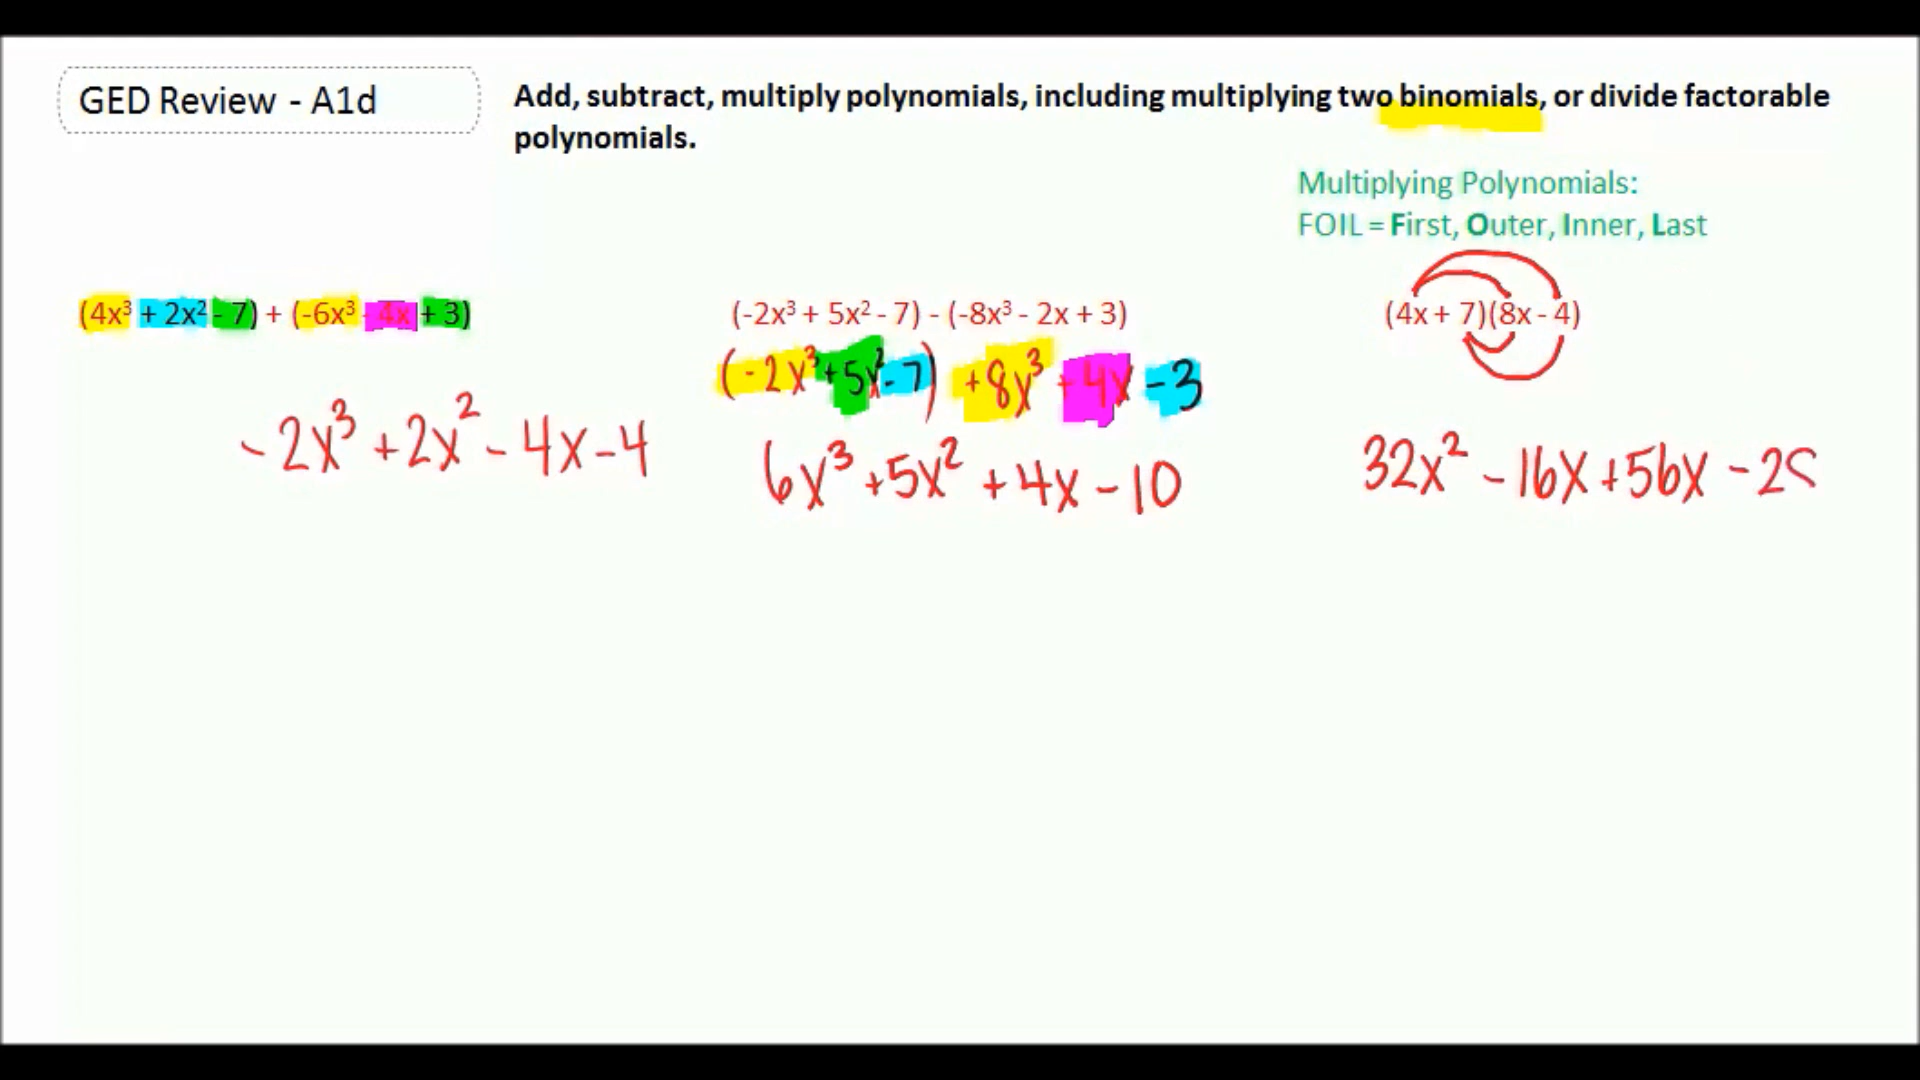 GED Review - A1d
Add, subtract, multiply polynomials, including multiplying two binomials, or divide factorable
polynomials.
Multiplying Polynomials:
FOIL = First, Outer, Inner, Last
(4x³ + 2x² - 7) + (-6x³ - 4x + 3)
(-2x³ + 5x² - 7) - (-8x³ - 2x + 3)
(-2x³ +5x² -7) +8x³ +4x -3
(4x + 7)(8x - 4)
-2x³ +2x² - 4x - 4
6x³ +5x² +4x -10
32x² -16x +56x -28